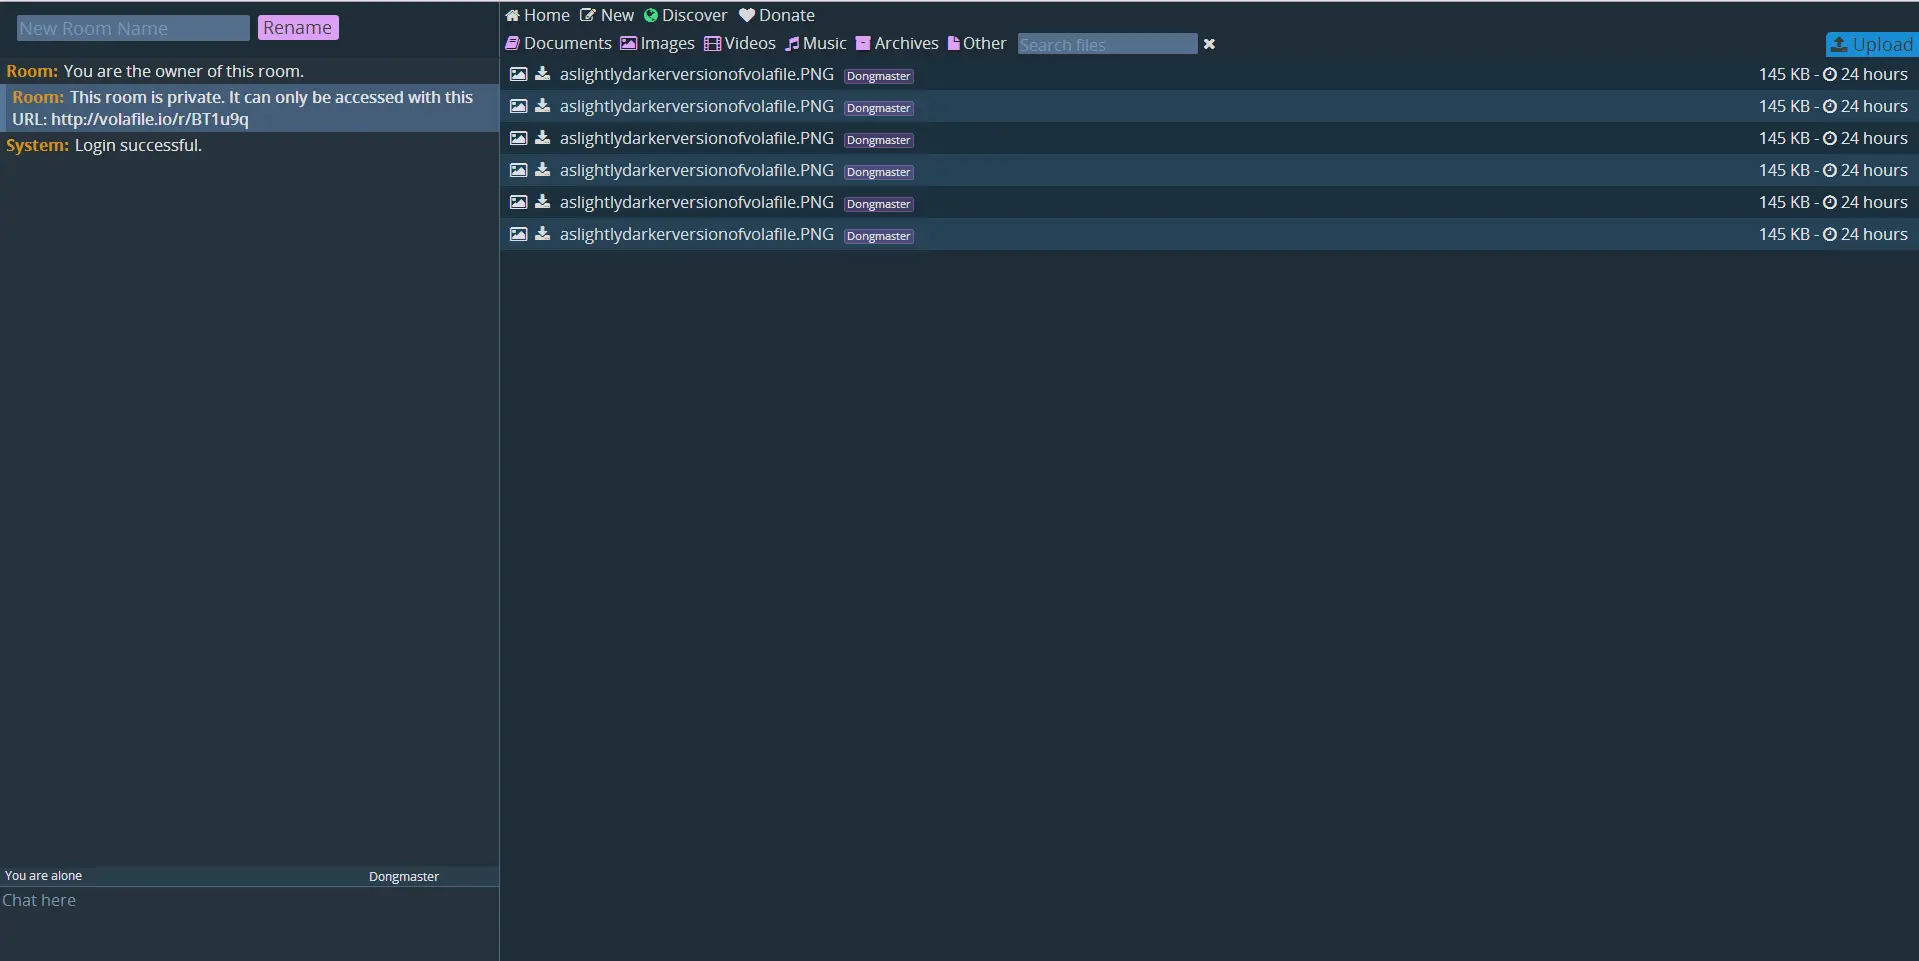 New Room Name Rename
Room: You are the owner of this room.
Room: This room is private. It can only be accessed with this
URL: http://volafile.io/r/BT1u9q
System: Login successful.
You are alone Dongmaster
Chat here
Home New Discover Donate
Documents Images Videos Music Archives Other Search files Upload
aslightlydarkerversionofvolafile.PNG Dongmaster 145 KB - 24 hours
aslightlydarkerversionofvolafile.PNG Dongmaster 145 KB - 24 hours
aslightlydarkerversionofvolafile.PNG Dongmaster 145 KB - 24 hours
aslightlydarkerversionofvolafile.PNG Dongmaster 145 KB - 24 hours
aslightlydarkerversionofvolafile.PNG Dongmaster 145 KB - 24 hours
aslightlydarkerversionofvolafile.PNG Dongmaster 145 KB - 24 hours